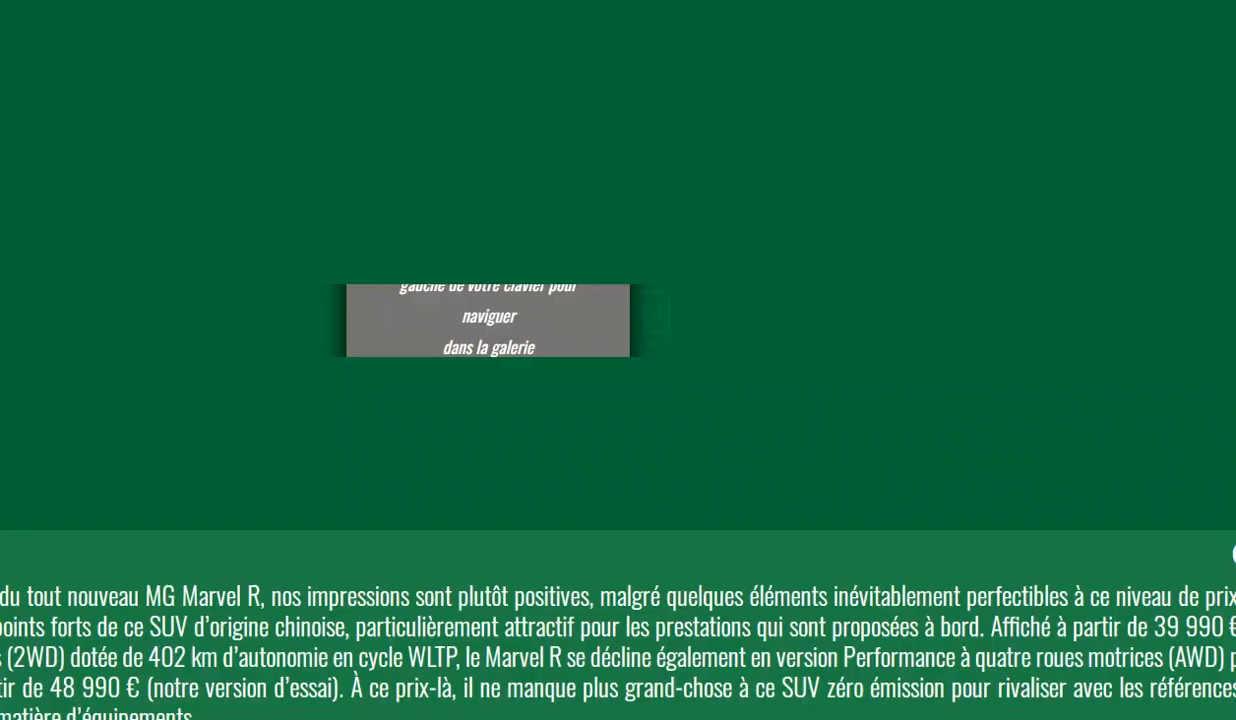 gauche de votre clavier pour
naviguer
dans la galerie
du tout nouveau MG Marvel R, nos impressions sont plutôt positives, malgré quelques éléments inévitablement perfectibles à ce niveau de prix
points forts de ce SUV d’origine chinoise, particulièrement attractif pour les prestations qui sont proposées à bord. Affiché à partir de 39 990 €
(2WD) dotée de 402 km d’autonomie en cycle WLTP, le Marvel R se décline également en version Performance à quatre roues motrices (AWD)
tir de 48 990 € (notre version d’essai). À ce prix-là, il ne manque plus grand-chose à ce SUV zéro émission pour rivaliser avec les références
matière d’équipements